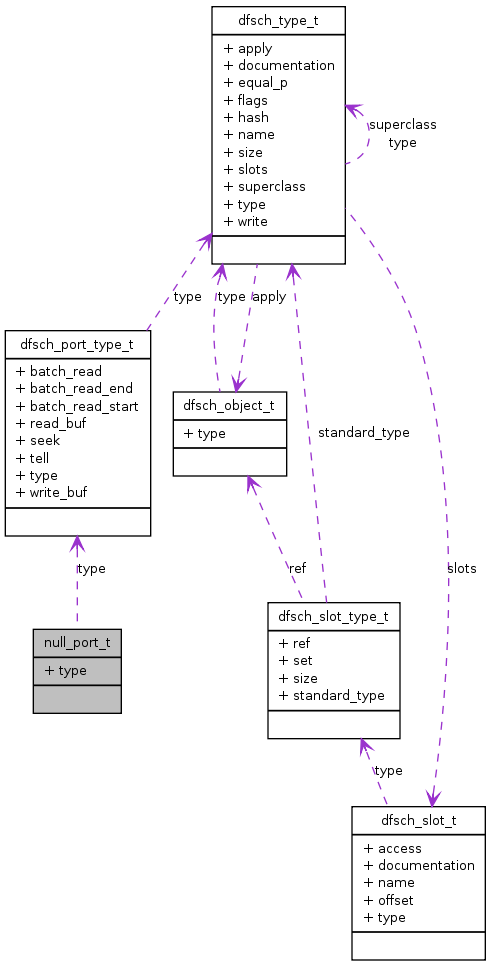 dfsch_type_t
+ apply
+ documentation
+ equal_p
+ flags
+ hash
+ name
+ size
+ slots
+ superclass
+ type
+ write
superclass
type
type
type
apply
dfsch_port_type_t
+ batch_read
+ batch_read_end
+ batch_read_start
+ read_buf
+ seek
+ tell
+ type
+ write_buf
dfsch_object_t
+ type
standard_type
type
ref
slots
null_port_t
+ type
dfsch_slot_type_t
+ ref
+ set
+ size
+ standard_type
type
dfsch_slot_t
+ access
+ documentation
+ name
+ offset
+ type